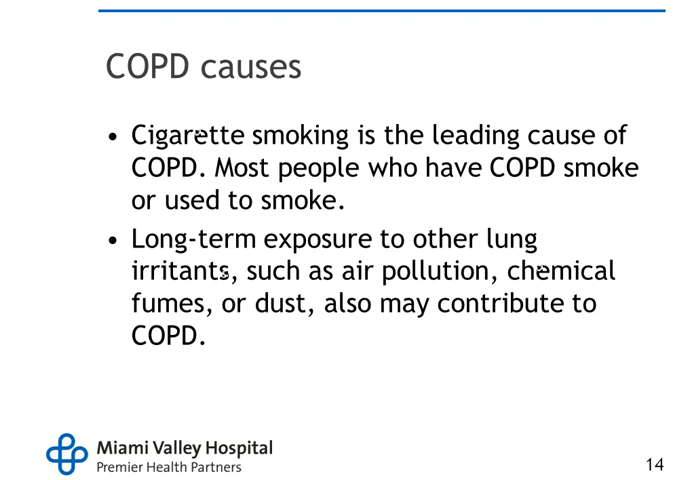 COPD causes
• Cigarette smoking is the leading cause of
COPD. Most people who have COPD smoke
or used to smoke.
• Long-term exposure to other lung
irritants, such as air pollution, chemical
fumes, or dust, also may contribute to
COPD.
Miami Valley Hospital
Premier Health Partners
14